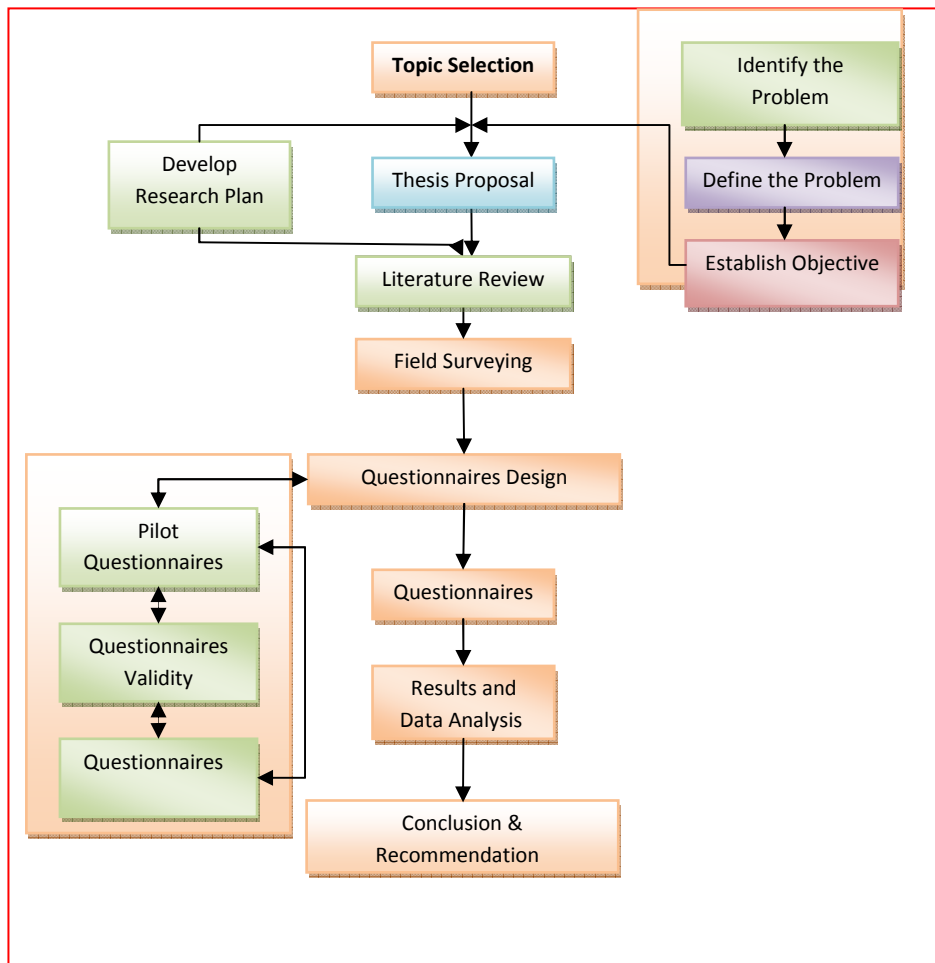 Topic Selection
Identify the
Problem
Develop
Research Plan
Thesis Proposal
Define the Problem
Establish Objective
Literature Review
Field Surveying
Questionnaires Design
Pilot
Questionnaires
Questionnaires
Questionnaires
Validity
Results and
Data Analysis
Questionnaires
Conclusion &
Recommendation